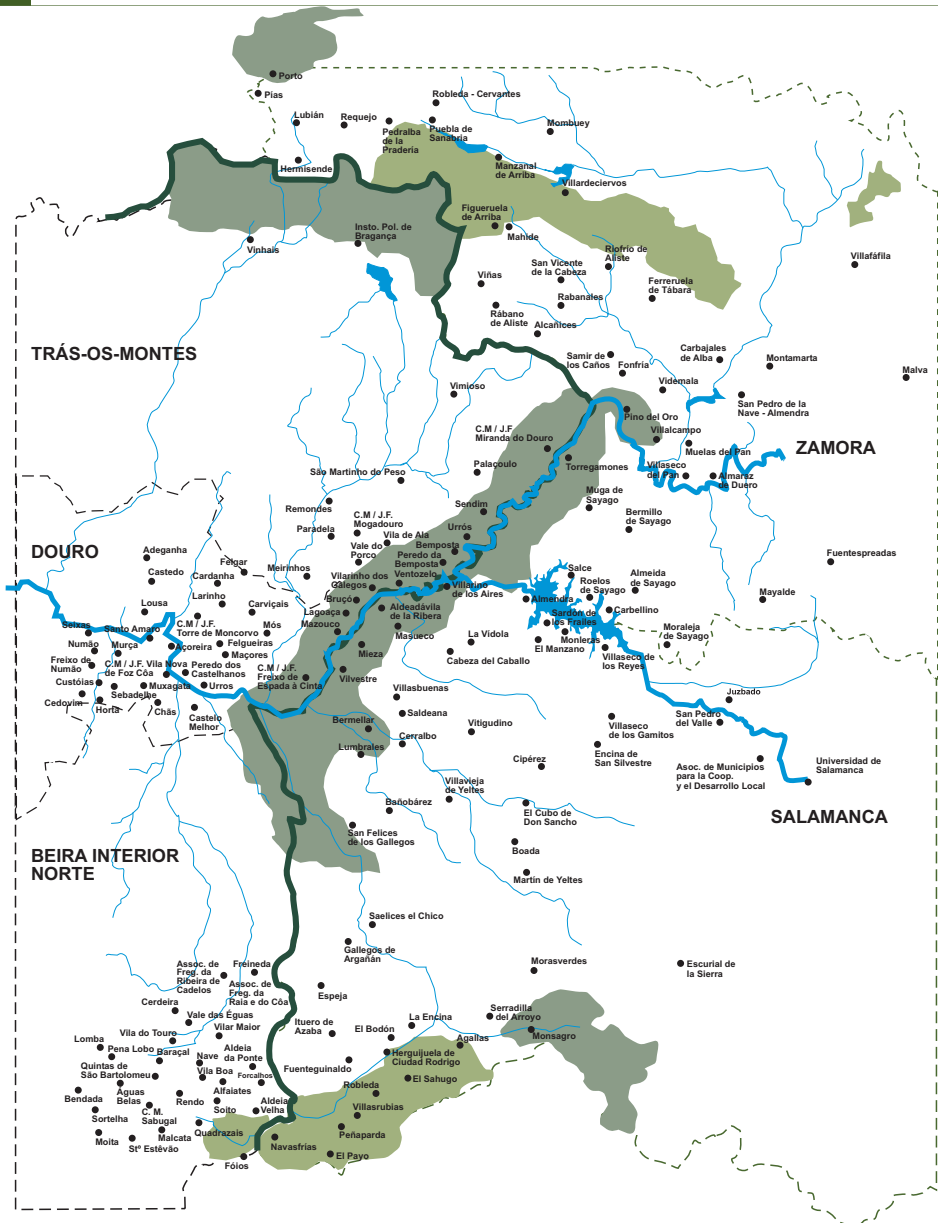 Porto
Pías
Robleda - Cervantes
Lubián
Requejo
Pedralba
de la
Pradería
Puebla de
Sanabria
Mombuey
Hermisende
Manzanal
de Arriba
Villardeciervos
Figueruela
de Arriba
Mahide
Insto. Pol. de
Bragança
Vinhais
Riofrio de
Aliste
San Vicente
de la Cabeza
Villafáfila
Viñas
Ferreruela
de Tábara
Rabanales
Rábano
de Aliste
Alcañices
TRÁS-OS-MONTES
Samir de
los Caños
Fonfría
Carbajales
de Alba
Montamarta
Malva
Vimioso
Videmala
San Pedro de la
Nave - Almendra
Pino del Oro
C.M / J.F
Miranda do Douro
Villalcampo
ZAMORA
Muelas del Pan
Palaçoulo
Torregamones
Villaseco
del Pan
Almaraz
de Duero
São Martinho do Peso
Muga de
Sayago
Remondes
Sendim
C.M / J.F.
Mogadouro
Bermillo
de Sayago
Paradela
Vila de Ala
Urrós
DOURO
Adeganha
Vale do
Porco
Bemposta
Peredo da
Bemposta
Fuentespreadas
Felgar
Meirinhos
Ventozelo
Salce
Castedo
Cardanha
Vilarinho dos
Gálegos
Villarino
de los Aires
Roelos
de Sayago
Almeida
de Sayago
Mayalde
Larinho
Bruçó
Almendra
Lousa
Carviçais
Lagoaça
Aldeadávila
de la Ribera
Carbellino
Sardón de
los Frailes
Seixas
Santo Amaro
C.M / J.F.
Torre de Moncorvo
Mós
Mazouco
Masueco
La Vídola
Moraleja
de Sayago
Numão
Murça
Açoreira
Felgueiras
Monleras
El Manzano
Maçores
Mieza
Cabeza del Caballo
Villaseco de
los Reyes
Freixo de
Numão
C.M / J.F. Vila Nova
de Foz Côa
Peredo dos
Castelhanos
C.M / J.F.
Freixo de
Espada à Cinta
Vilvestre
Custóias
Muxagata
Urros
Juzbado
Sebadelhe
Villasbuenas
Cedovim
Horta
Chãs
Castelo
Melhor
Saldeana
San Pedro
del Valle
Bermellar
Vitigudino
Villaseco
de los Gamitos
Cerralbo
Lumbrales
Encina de
San Silvestre
Cipérez
Asoc. de Municipios
para la Coop.
y el Desarrollo Local
Universidad de
Salamanca
Villavieja
de Yeltes
Bañobárez
El Cubo de
Don Sancho
SALAMANCA
San Felices
de los Gallegos
Boada
BEIRA INTERIOR
NORTE
Martín de Yeltes
Saelices el Chico
Gallegos de
Argañán
Assoc. de
Freg. da
Ribeira de
Cadelos
Freineda
Morasverdes
Escurial de
la Sierra
Assoc. de
Freg. da
Raia e do Côa
Espeja
Cerdeira
Vale das Éguas
Serradilla
del Arroyo
La Encina
Ituero de
Azaba
Vila do Touro
Vilar Maior
El Bodón
Monsagro
Lomba
Agallas
Pena Lobo
Baraçal
Aldeia
da Ponte
Nave
Herguijuela de
Ciudad Rodrigo
Quintas de
São Bartolomeu
Vila Boa
Forcalhos
Fuenteguinaldo
El Sahugo
Robleda
Bendada
Águas
Belas
Rendo
Alfaiates
Soito
Aldeia
Velha
Sortelha
C. M.
Sabugal
Villasrubias
Moita
Malcata
Quadrazais
Peñaparda
Stº Estêvão
Navasfrías
El Payo
Fóios